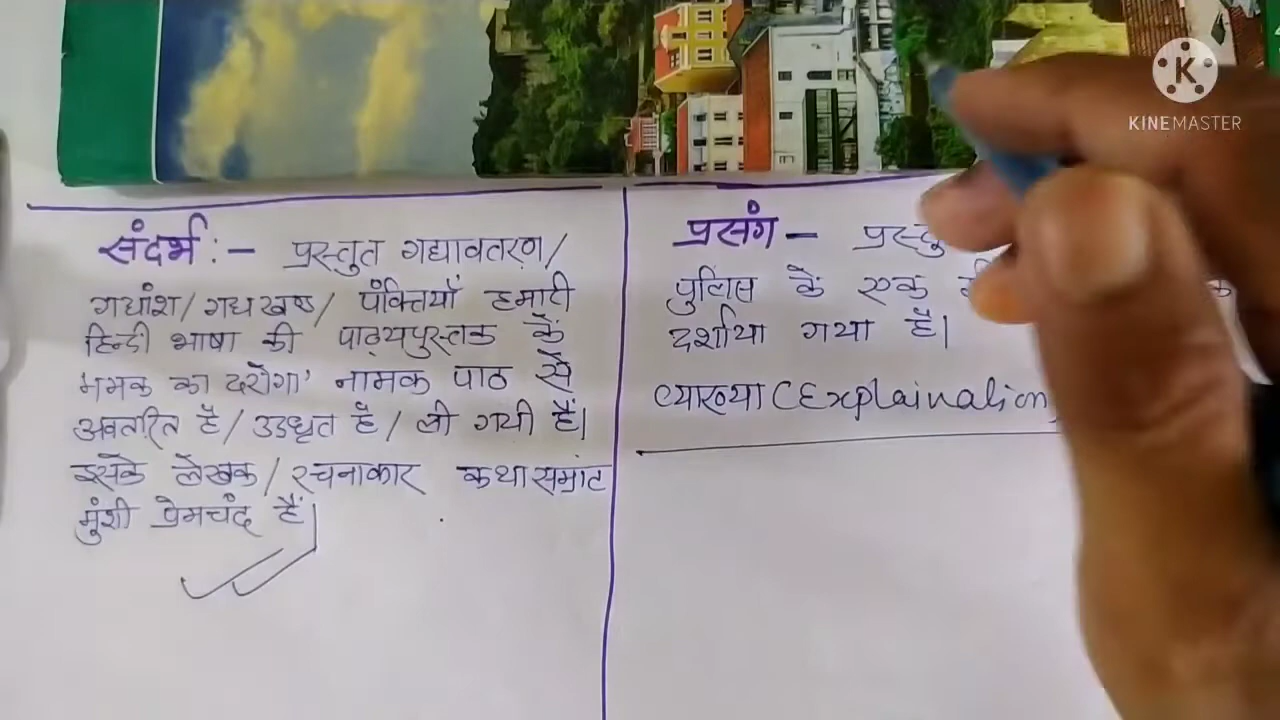 संदर्भ :- प्रस्तुत गद्यावतरण/
गद्यांश/गद्यखण्ड/ पंक्तियाँ हमारी
हिन्दी भाषा की पाठ्यपुस्तक के
'नमक का दरोगा' नामक पाठ से
अवतरित है/ उद्धृत है/ ली गयी हैं।
इसके लेखक/रचनाकार कथासम्राट
मुंशी प्रेमचंद हैं।
प्रसंग -
पुलिस के एक
दर्शाया गया है।
व्याख्या (Explaination
KINEMASTER